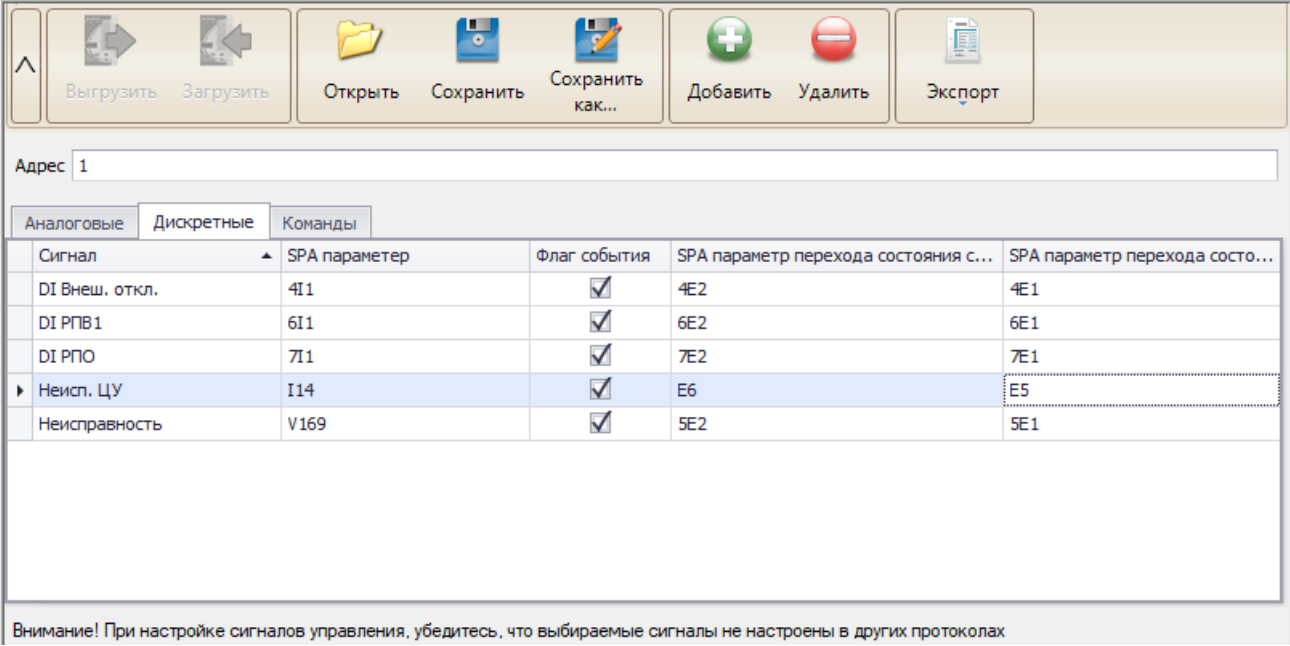 Выгрузить Загрузить Открыть Сохранить Сохранить как... Добавить Удалить Экспорт
Адрес 1
Аналоговые Дискретные Команды
Сигнал SPA параметр Флаг события SPA параметр перехода состояния с... SPA параметр перехода состо...
DI Внеш. откл. 4I1 4E2 4E1
DI РПВ1 6I1 6E2 6E1
DI РПО 7I1 7E2 7E1
Неисп. ЦУ I14 E6 E5
Неисправность V169 5E2 5E1
Внимание! При настройке сигналов управления, убедитесь, что выбираемые сигналы не настроены в других протоколах